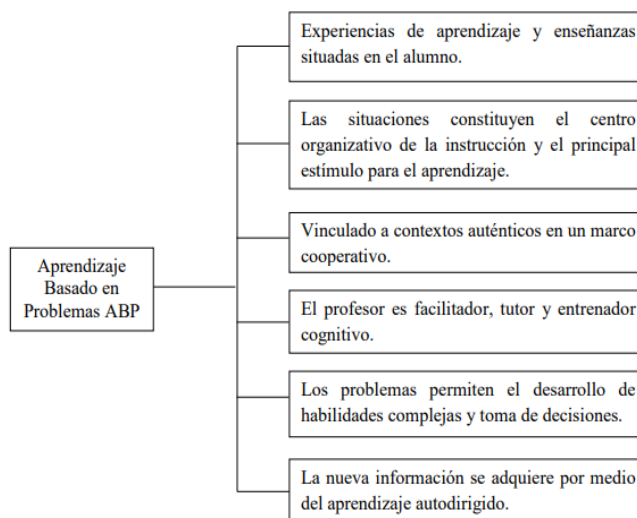 Experiencias de aprendizaje y enseñanzas
situadas en el alumno.
Las situaciones constituyen el centro
organizativo de la instrucción y el principal
estímulo para el aprendizaje.
Vinculado a contextos auténticos en un marco
cooperativo.
Aprendizaje
Basado en
Problemas ABP
El profesor es facilitador, tutor y entrenador
cognitivo.
Los problemas permiten el desarrollo de
habilidades complejas y toma de decisiones.
La nueva información se adquiere por medio
del aprendizaje autodirigido.